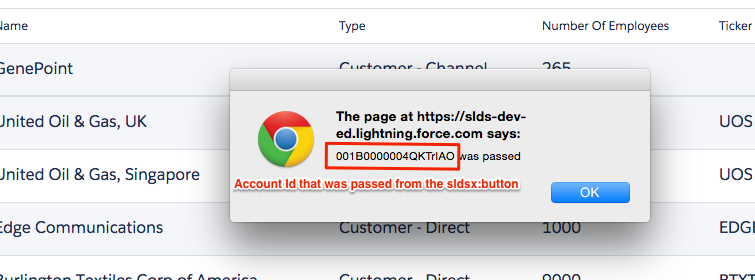 Name Type Number Of Employees Ticker
GenePoint Customer - Channel 265
United Oil & Gas, UK UOS
United Oil & Gas, Singapore UOS
Edge Communications Customer - Direct 1000 EDGE
Burlington Textiles Corp of America Customer - Direct 9000 BTXT
The page at https://slds-dev-
ed.lightning.force.com says:
001B0000004QKTrIAO was passed
Account Id that was passed from the sldsx:button
OK